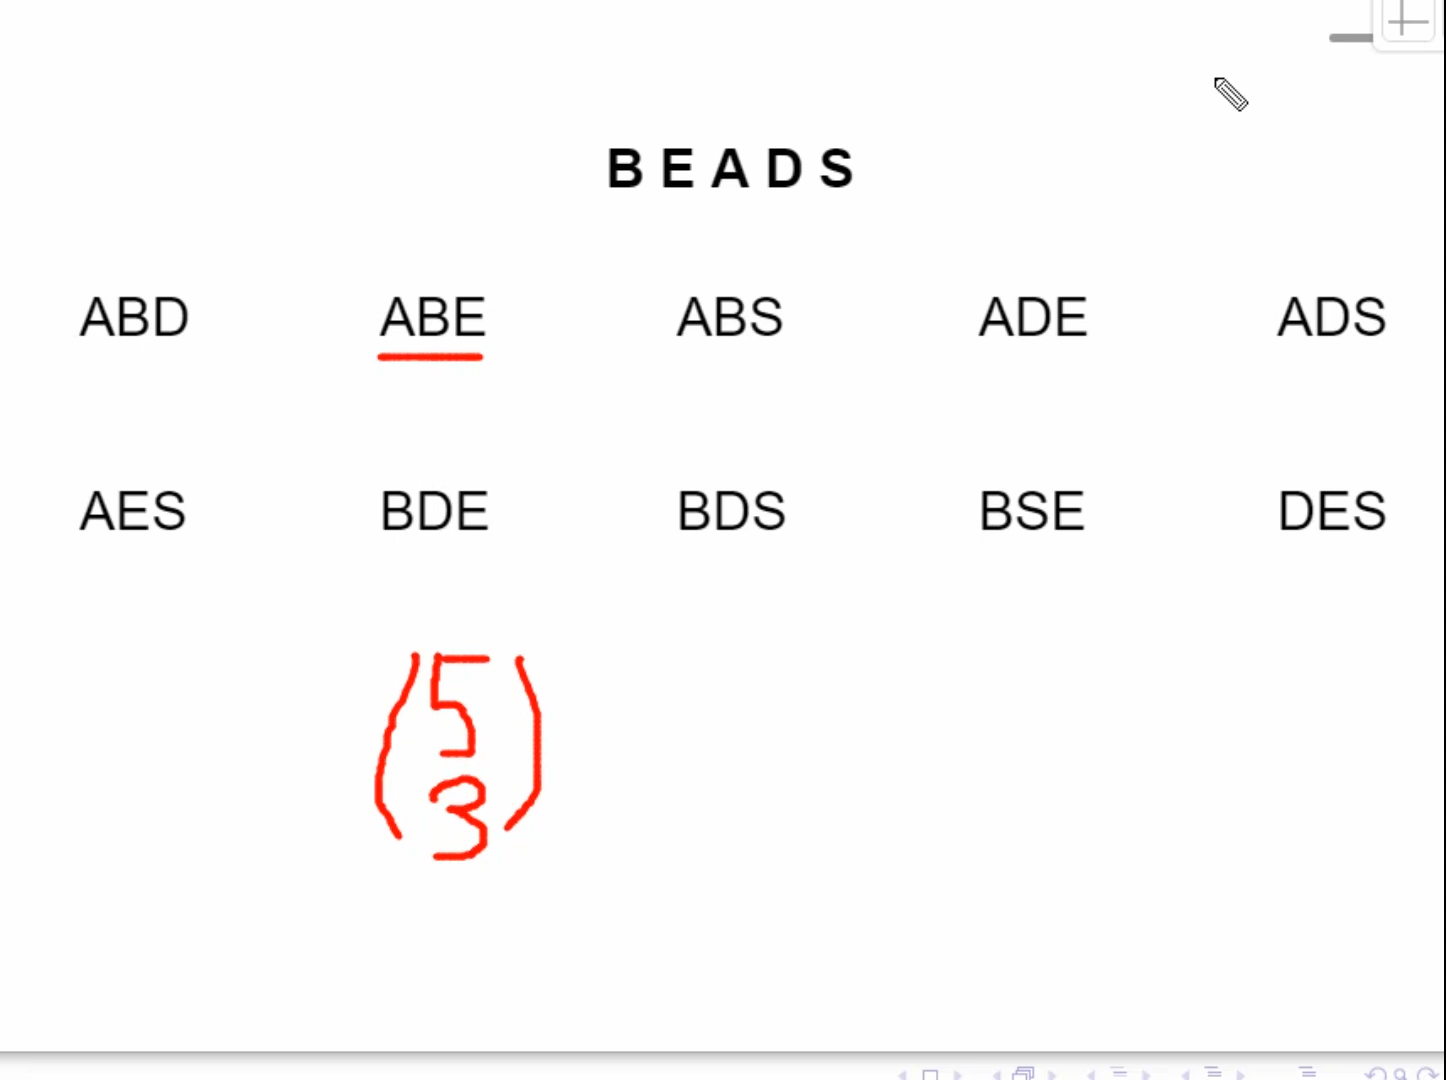 B E A D S
ABD ABE ABS ADE ADS
AES BDE BDS BSE DES
(5
3)